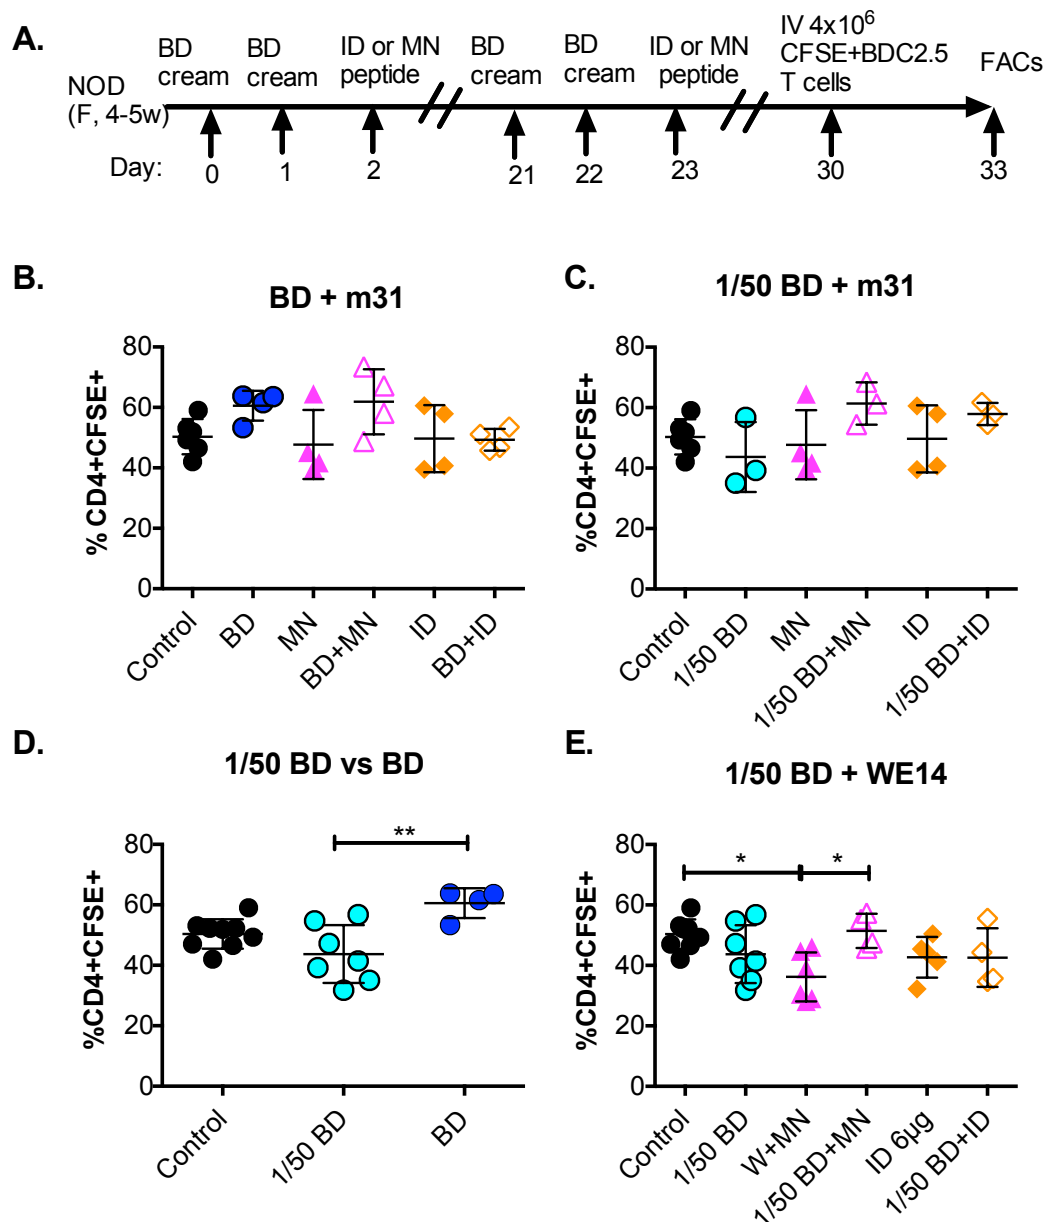 A.
BD cream
BD cream
ID or MN peptide
BD cream
BD cream
ID or MN peptide
IV 4x10⁶ CFSE+BDC2.5 T cells
FACs
NOD (F, 4-5w)
Day: 0 1 2 21 22 23 30 33
B.
BD + m31
% CD4+CFSE+
80
60
40
20
0
Control BD MN BD+MN ID BD+ID
C.
1/50 BD + m31
%CD4+CFSE+
80
60
40
20
0
Control 1/50 BD MN 1/50 BD+MN ID 1/50 BD+ID
D.
1/50 BD vs BD
%CD4+CFSE+
80
60
40
20
0
**
Control 1/50 BD BD
E.
1/50 BD + WE14
%CD4+CFSE+
80
60
40
20
0
* *
Control 1/50 BD W+MN 1/50 BD+MN ID 6µg 1/50 BD+ID